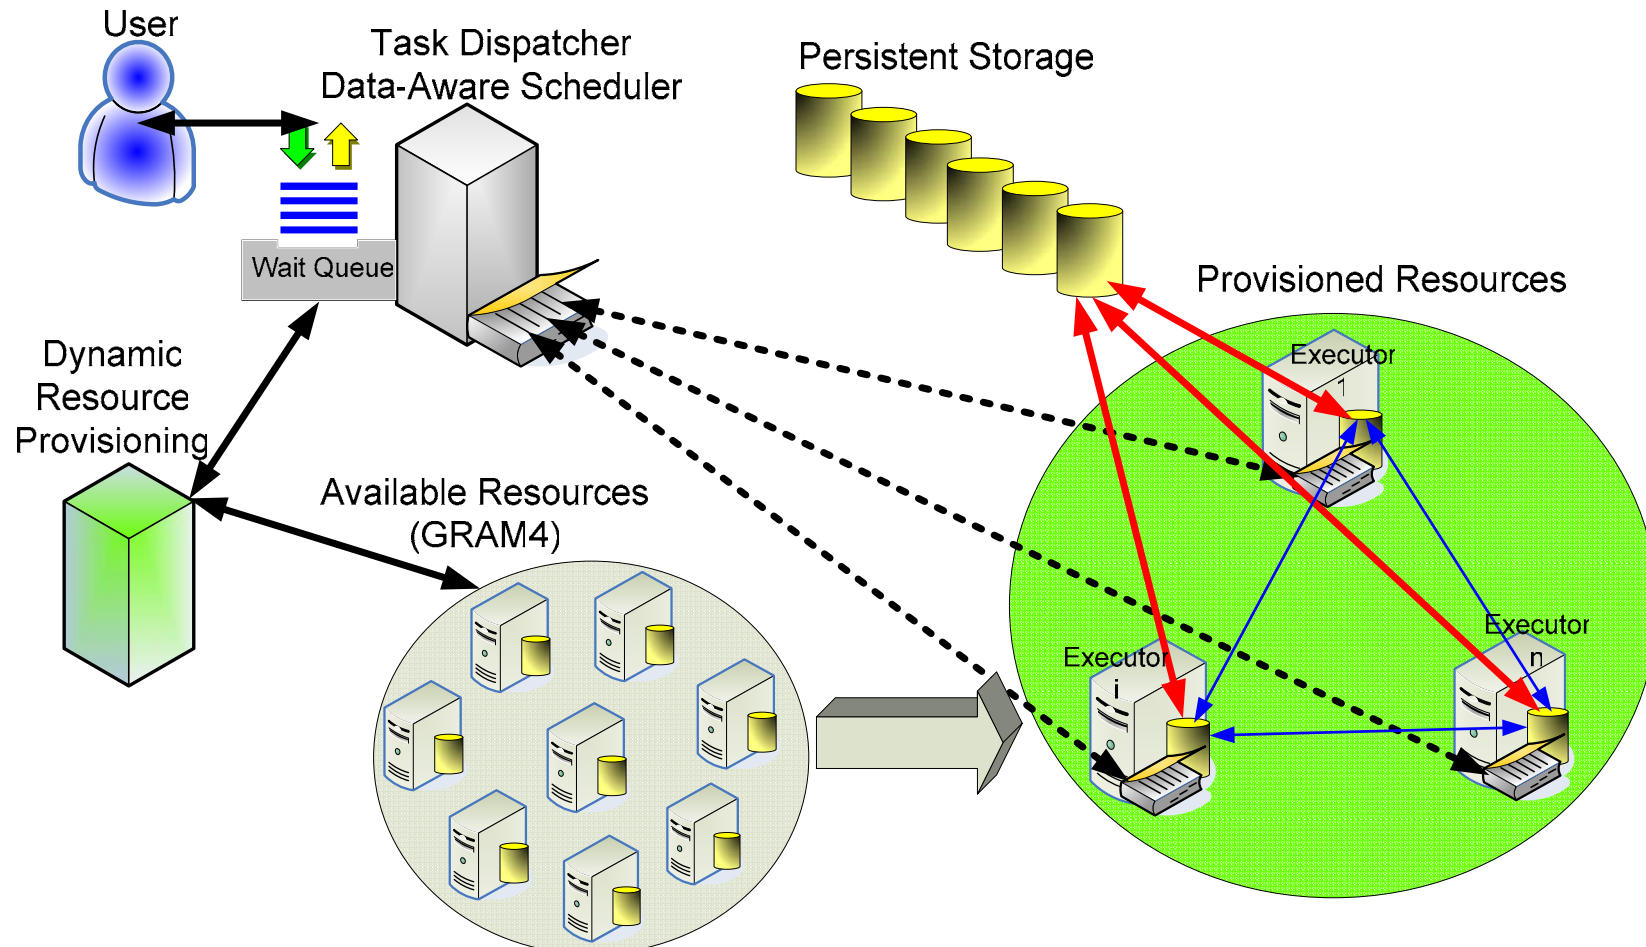 User
Task Dispatcher
Data-Aware Scheduler
Persistent Storage
Wait Queue
Provisioned Resources
Dynamic
Resource
Provisioning
Executor
1
Available Resources
(GRAM4)
Executor
i
Executor
n